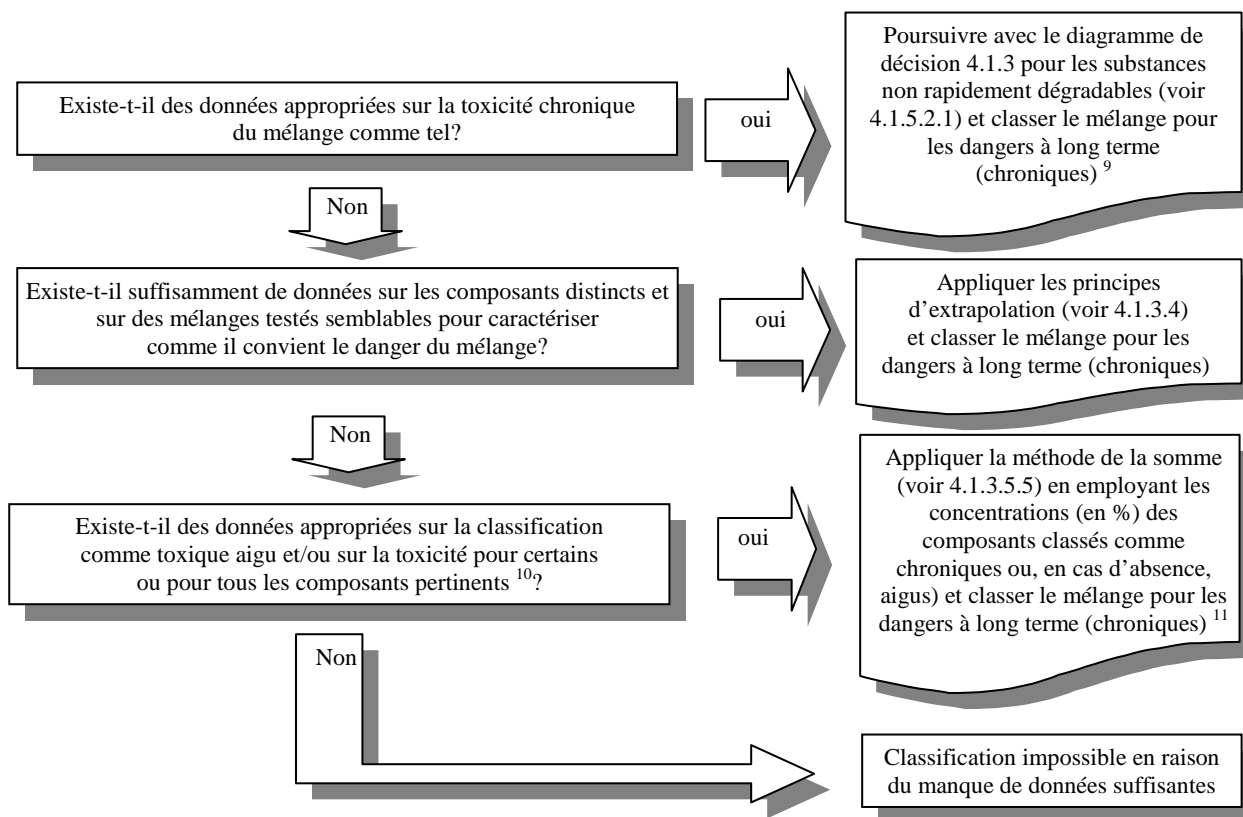 Existe-t-il des données appropriées sur la toxicité chronique
du mélange comme tel?
oui
Poursuivre avec le diagramme de
décision 4.1.3 pour les substances
non rapidement dégradables (voir
4.1.5.2.1) et classer le mélange pour
les dangers à long terme
(chroniques) 9
Non
Existe-t-il suffisamment de données sur les composants distincts et
sur des mélanges testés semblables pour caractériser
comme il convient le danger du mélange?
oui
Appliquer les principes
d'extrapolation (voir 4.1.3.4)
et classer le mélange pour les
dangers à long terme (chroniques)
Non
Existe-t-il des données appropriées sur la classification
comme toxique aigu et/ou sur la toxicité pour certains
ou pour tous les composants pertinents 10?
oui
Appliquer la méthode de la somme
(voir 4.1.3.5.5) en employant les
concentrations (en %) des
composants classés comme
chroniques ou, en cas d'absence,
aigus) et classer le mélange pour les
dangers à long terme (chroniques) 11
Non
Classification impossible en raison
du manque de données suffisantes